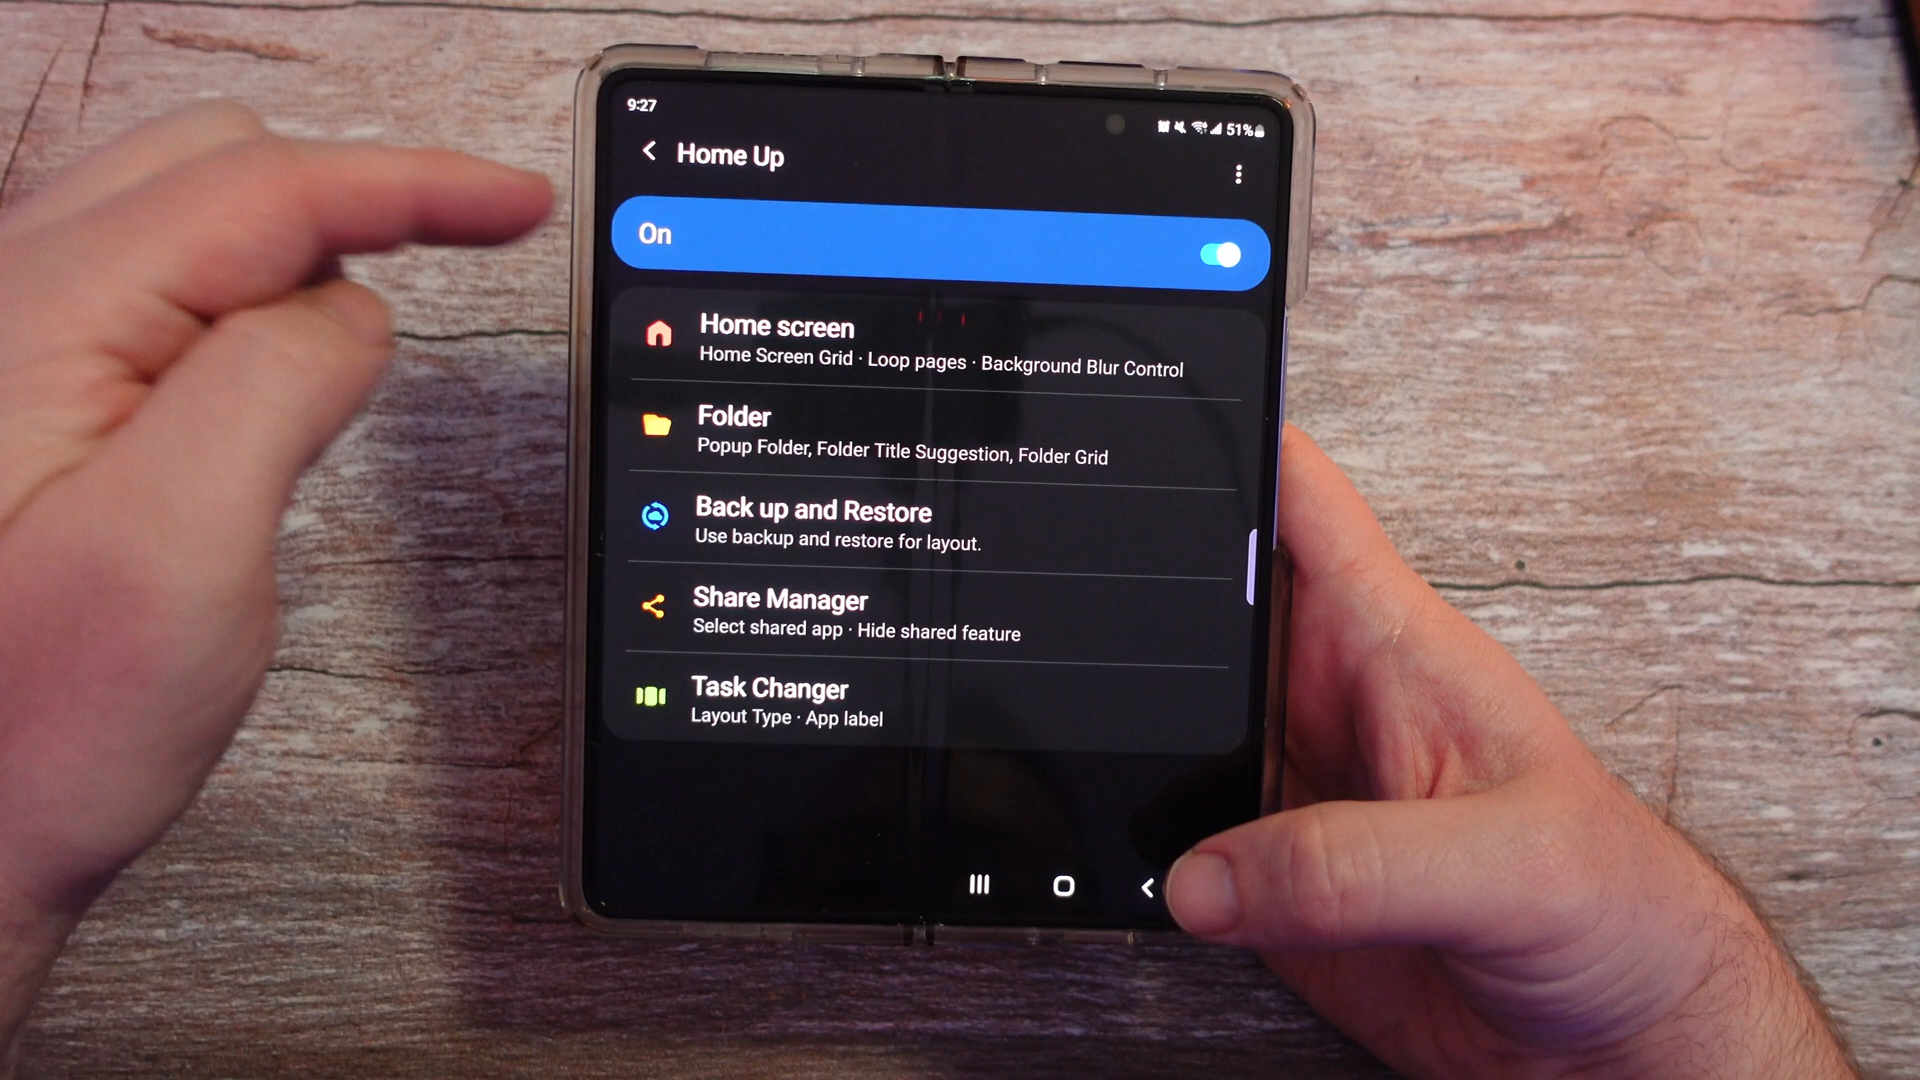 9:27
51%
Home Up
On
Home screen
Home Screen Grid · Loop pages · Background Blur Control
Folder
Popup Folder, Folder Title Suggestion, Folder Grid
Back up and Restore
Use backup and restore for layout.
Share Manager
Select shared app · Hide shared feature
Task Changer
Layout Type · App label